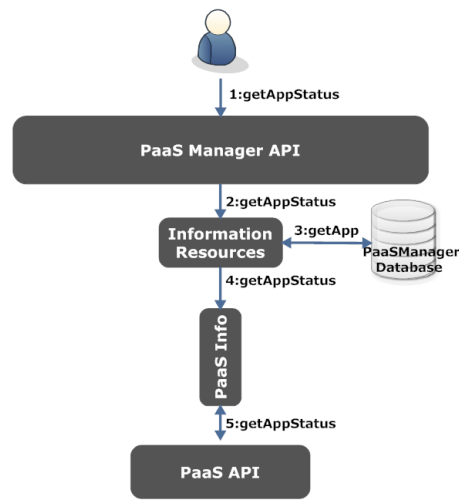 1:getAppStatus
PaaS Manager API
2:getAppStatus
Information
Resources
3:getApp
PaaSManager
Database
4:getAppStatus
PaaS Info
5:getAppStatus
PaaS API